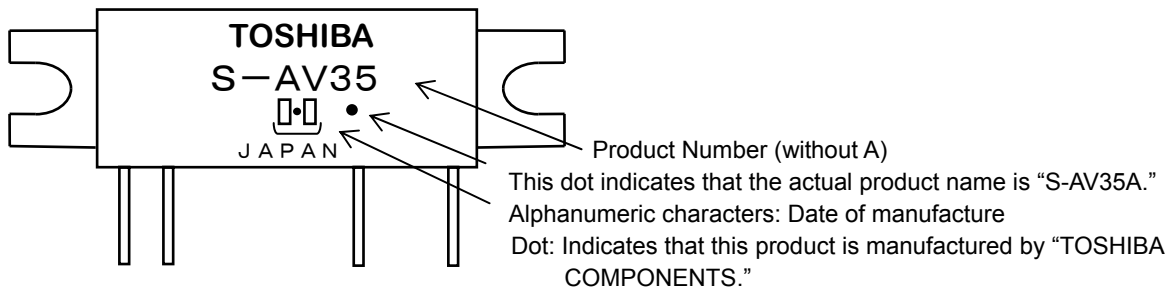 TOSHIBA
S－AV35
JAPAN
Product Number (without A)
This dot indicates that the actual product name is “S-AV35A.”
Alphanumeric characters: Date of manufacture
Dot: Indicates that this product is manufactured by “TOSHIBA
COMPONENTS.”